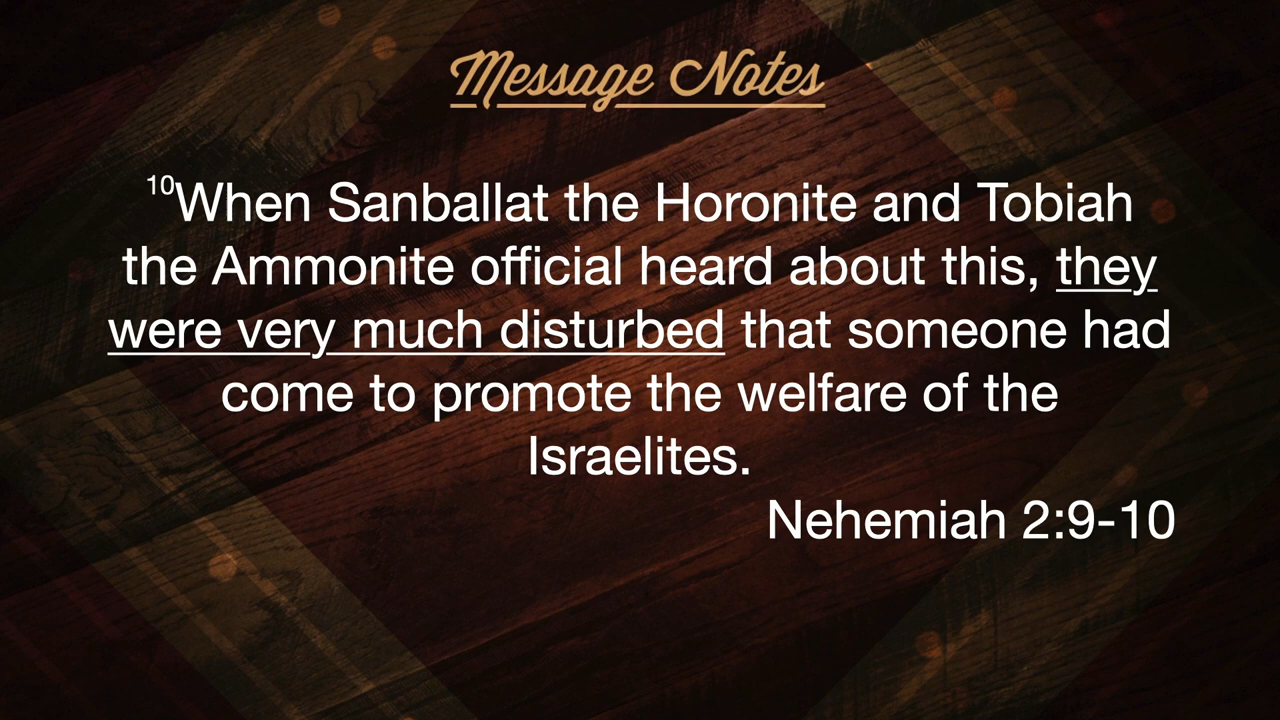 Message Notes
10When Sanballat the Horonite and Tobiah
the Ammonite official heard about this, they
were very much disturbed that someone had
come to promote the welfare of the
Israelites.
Nehemiah 2:9-10